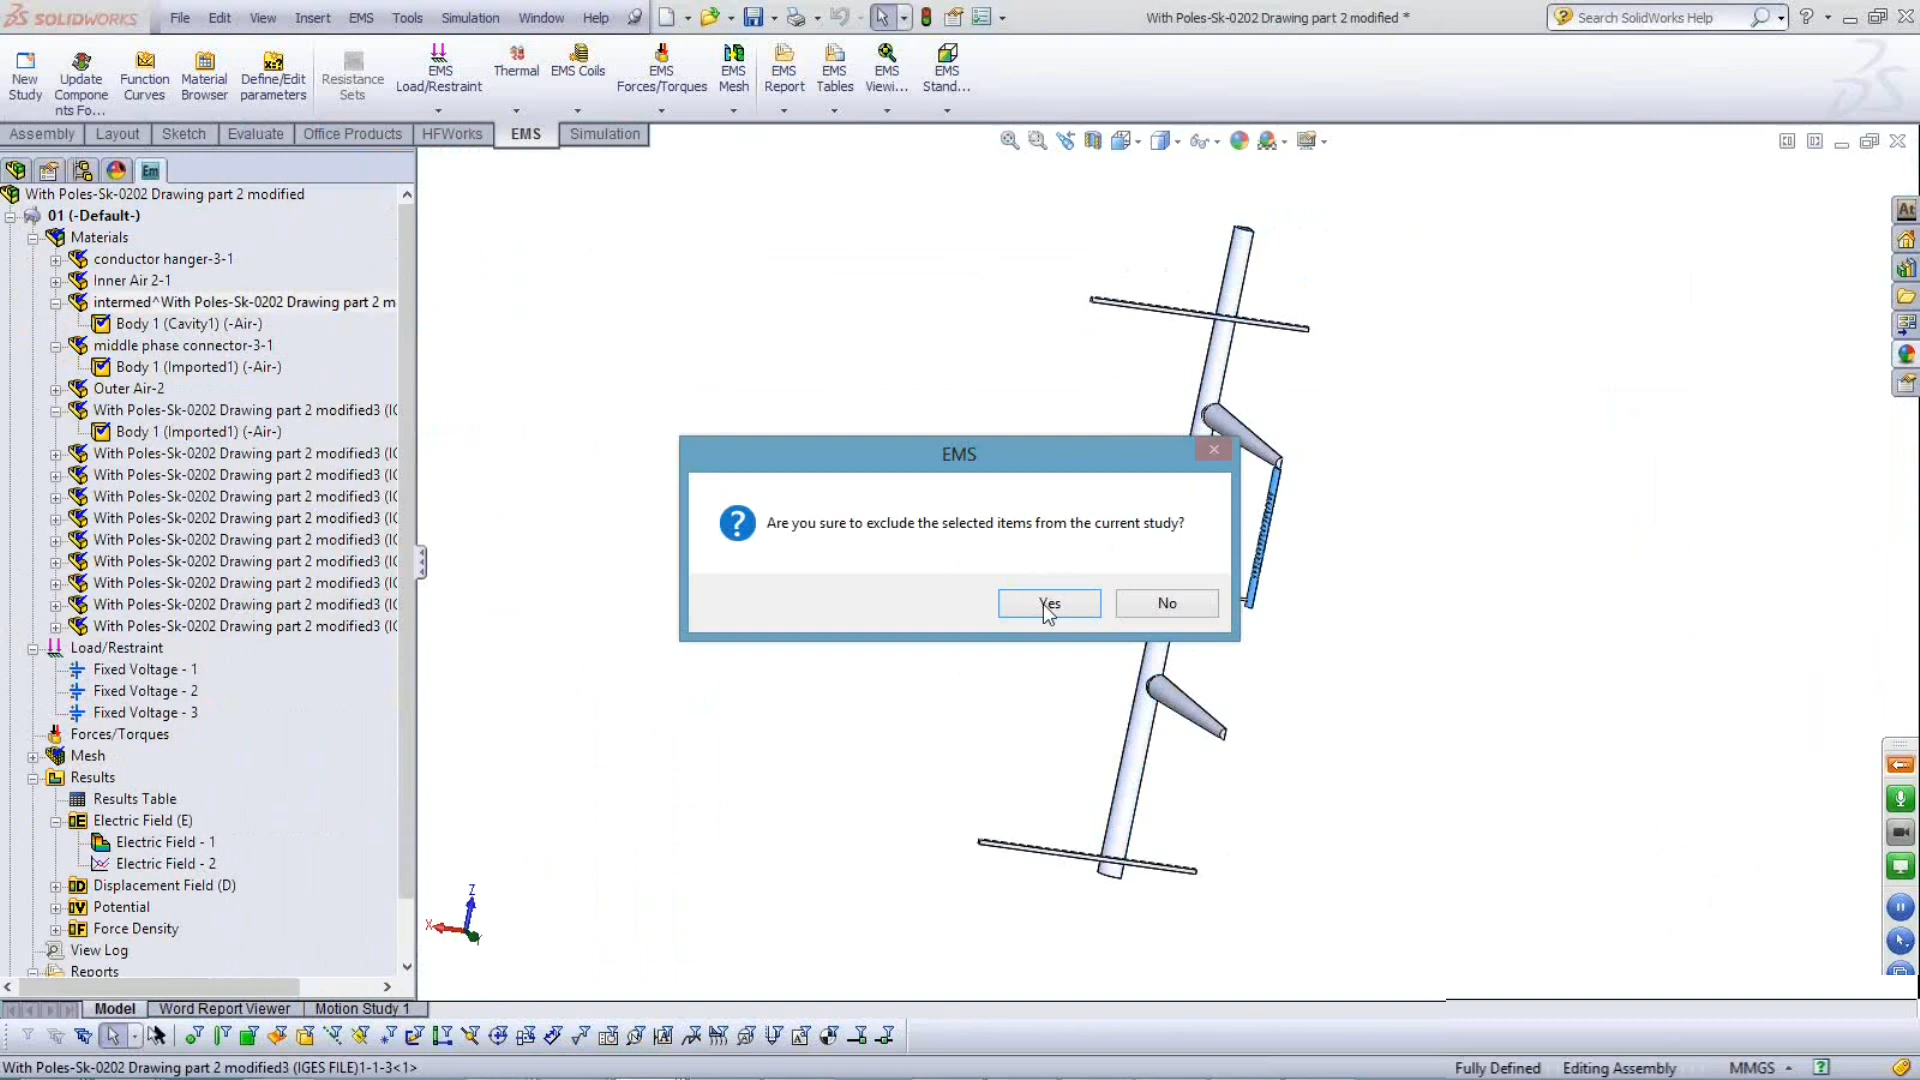 SOLIDWORKS File Edit View Insert EMS Tools Simulation Window Help With Poles-Sk-0202 Drawing part 2 modified * Search SolidWorks Help
New Study
Update Compone nts Fo...
Function Curves
Material Browser
Define/Edit parameters
Resistance Sets
EMS Load/Restraint
Thermal
EMS Coils
EMS Forces/Torques
EMS Mesh
EMS Report
EMS Tables
EMS Viewi...
EMS Stand...
Assembly Layout Sketch Evaluate Office Products HFWorks EMS Simulation
With Poles-Sk-0202 Drawing part 2 modified
01 (-Default-)
Materials
conductor hanger-3-1
Inner Air 2-1
intermed^With Poles-Sk-0202 Drawing part 2 m
Body 1 (Cavity1) (-Air-)
middle phase connector-3-1
Body 1 (Imported1) (-Air-)
Outer Air-2
With Poles-Sk-0202 Drawing part 2 modified3 (IG
Body 1 (Imported1) (-Air-)
With Poles-Sk-0202 Drawing part 2 modified3 (IG
With Poles-Sk-0202 Drawing part 2 modified3 (IG
With Poles-Sk-0202 Drawing part 2 modified3 (IG
With Poles-Sk-0202 Drawing part 2 modified3 (IG
With Poles-Sk-0202 Drawing part 2 modified3 (IG
With Poles-Sk-0202 Drawing part 2 modified3 (IG
With Poles-Sk-0202 Drawing part 2 modified3 (IG
With Poles-Sk-0202 Drawing part 2 modified3 (IG
With Poles-Sk-0202 Drawing part 2 modified3 (IG
Load/Restraint
Fixed Voltage - 1
Fixed Voltage - 2
Fixed Voltage - 3
Forces/Torques
Mesh
Results
Results Table
Electric Field (E)
Electric Field - 1
Electric Field - 2
Displacement Field (D)
Potential
Force Density
View Log
Reports
EMS
Are you sure to exclude the selected items from the current study?
Yes No
Z
X
Model Word Report Viewer Motion Study 1
With Poles-Sk-0202 Drawing part 2 modified3 (IGES FILE)1-1-3<1> Fully Defined Editing Assembly MMGS